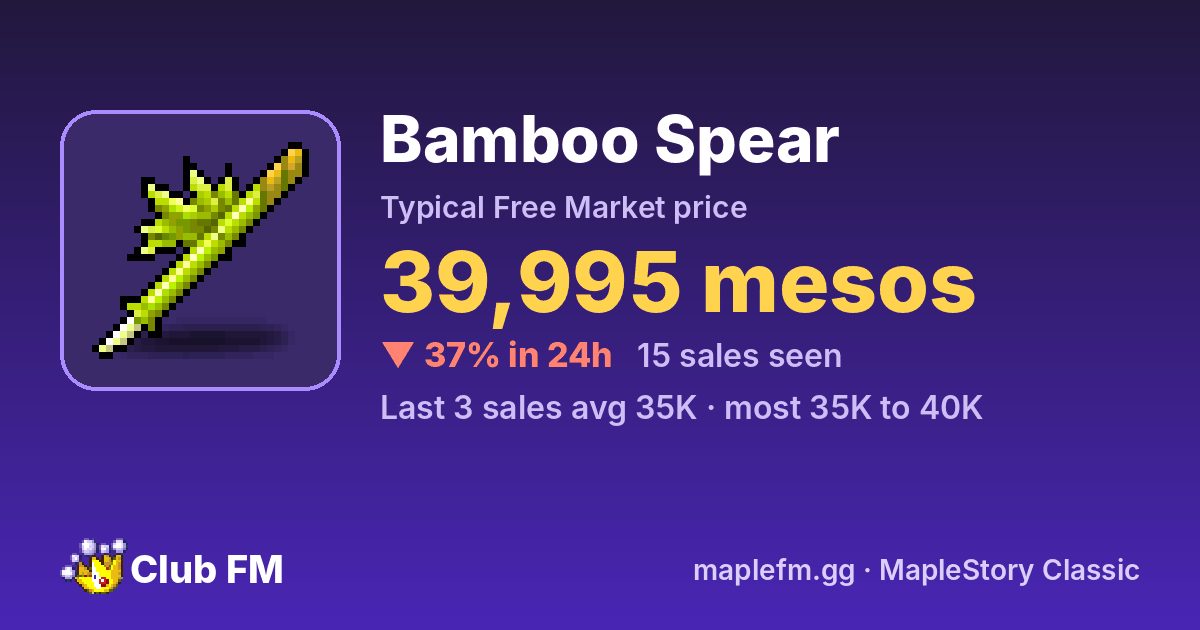 Bamboo Spear
Typical Free Market price
39,995 mesos
▼ 37% in 24h 15 sales seen
Last 3 sales avg 35K · most 35K to 40K
Club FM
maplefm.gg · MapleStory Classic